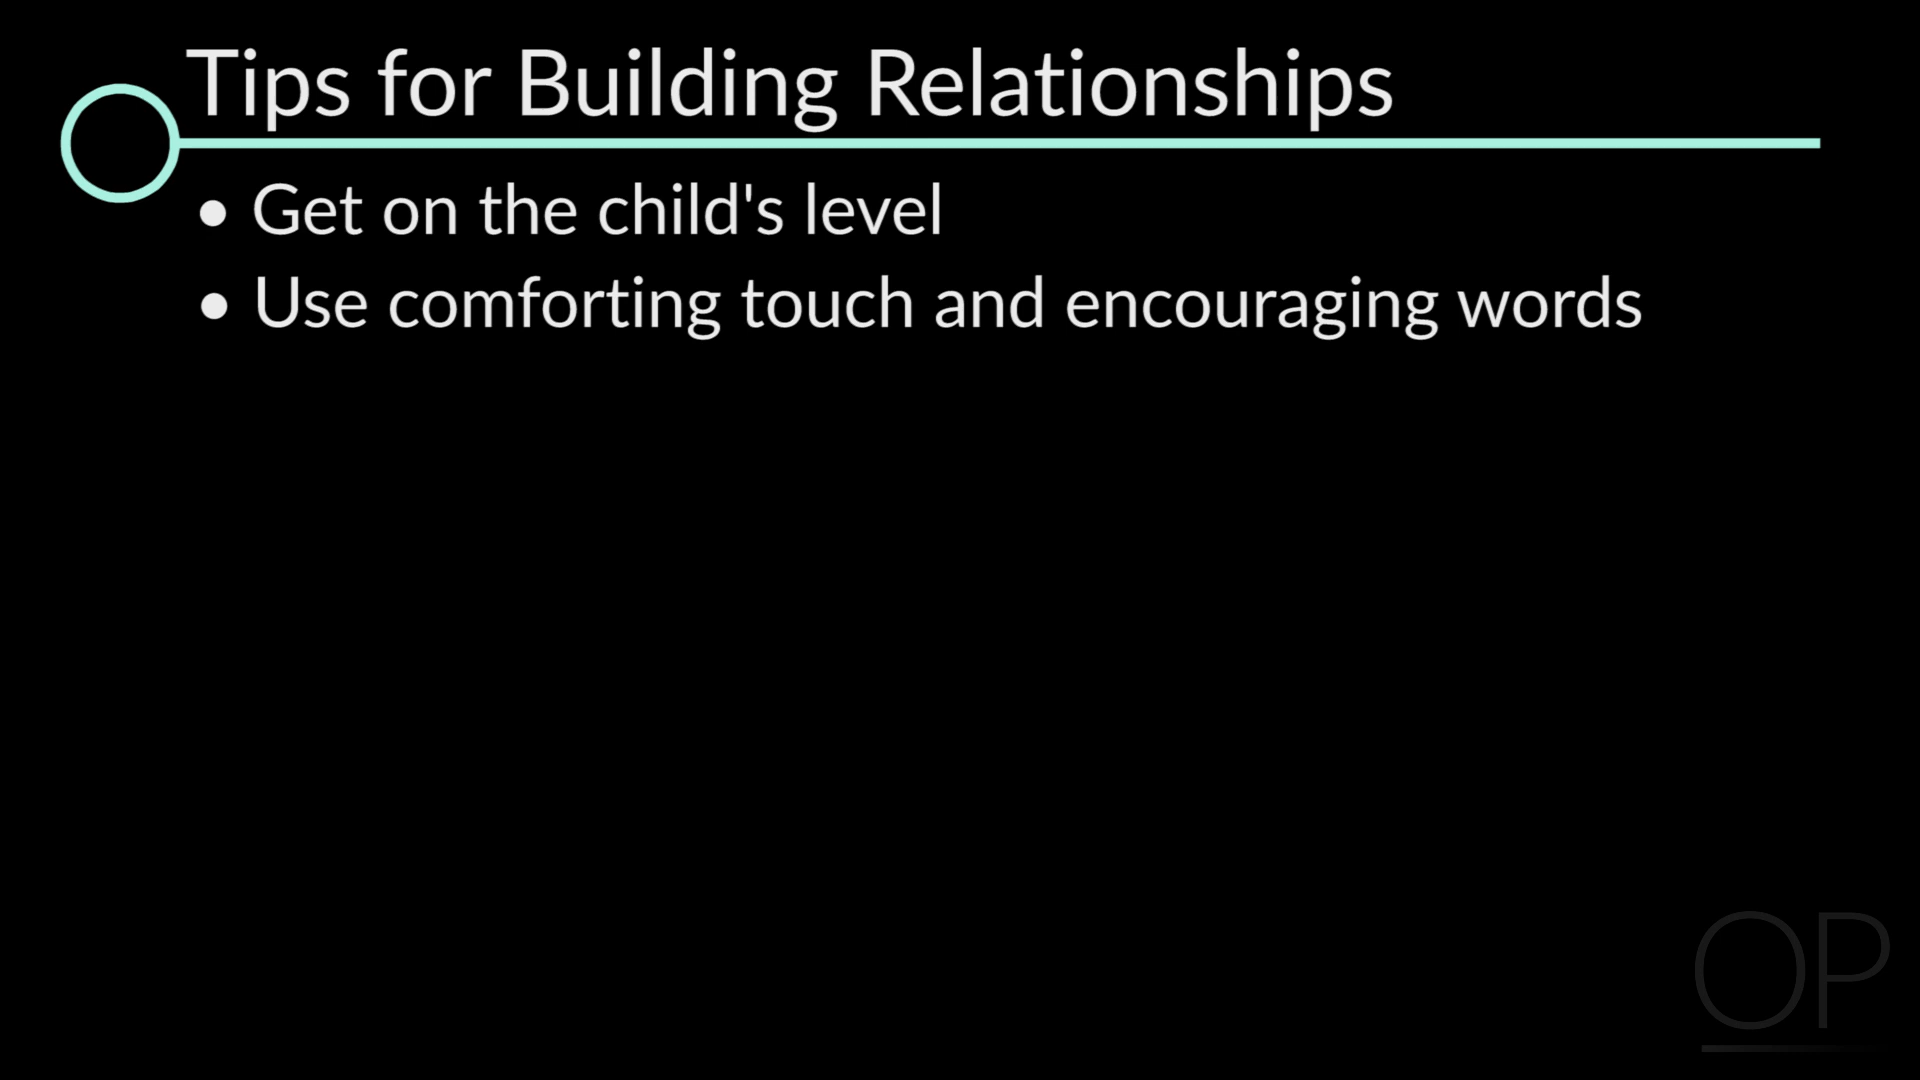 Tips for Building Relationships
• Get on the child's level
• Use comforting touch and encouraging words
OP